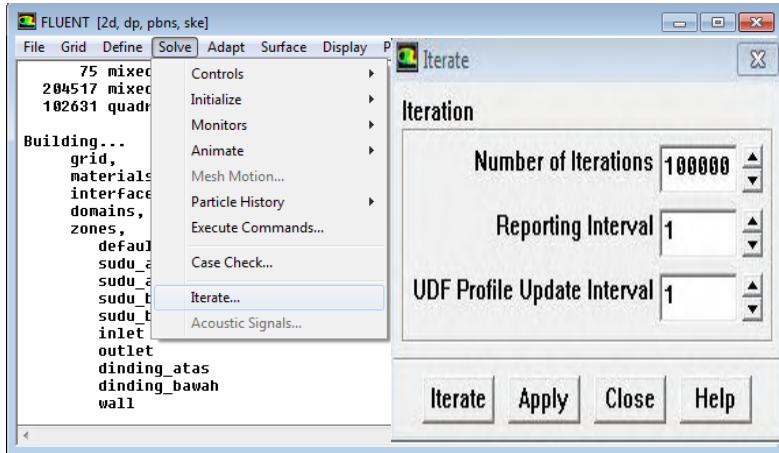 FLUENT [2d, dp, pbns, ske]
File Grid Define Solve Adapt Surface Display
75 mixed
204517 mixed
102631 quadr
Building...
grid,
materials
interface
domains,
zones,
defaul
sudu_a
sudu_a
sudu_b
sudu_b
inlet
outlet
dinding_atas
dinding_bawah
wall
Controls
Initialize
Monitors
Animate
Mesh Motion...
Particle History
Execute Commands...
Case Check...
Iterate...
Acoustic Signals...
Iterate
Iteration
Number of Iterations 100000
Reporting Interval 1
UDF Profile Update Interval 1
Iterate Apply Close Help